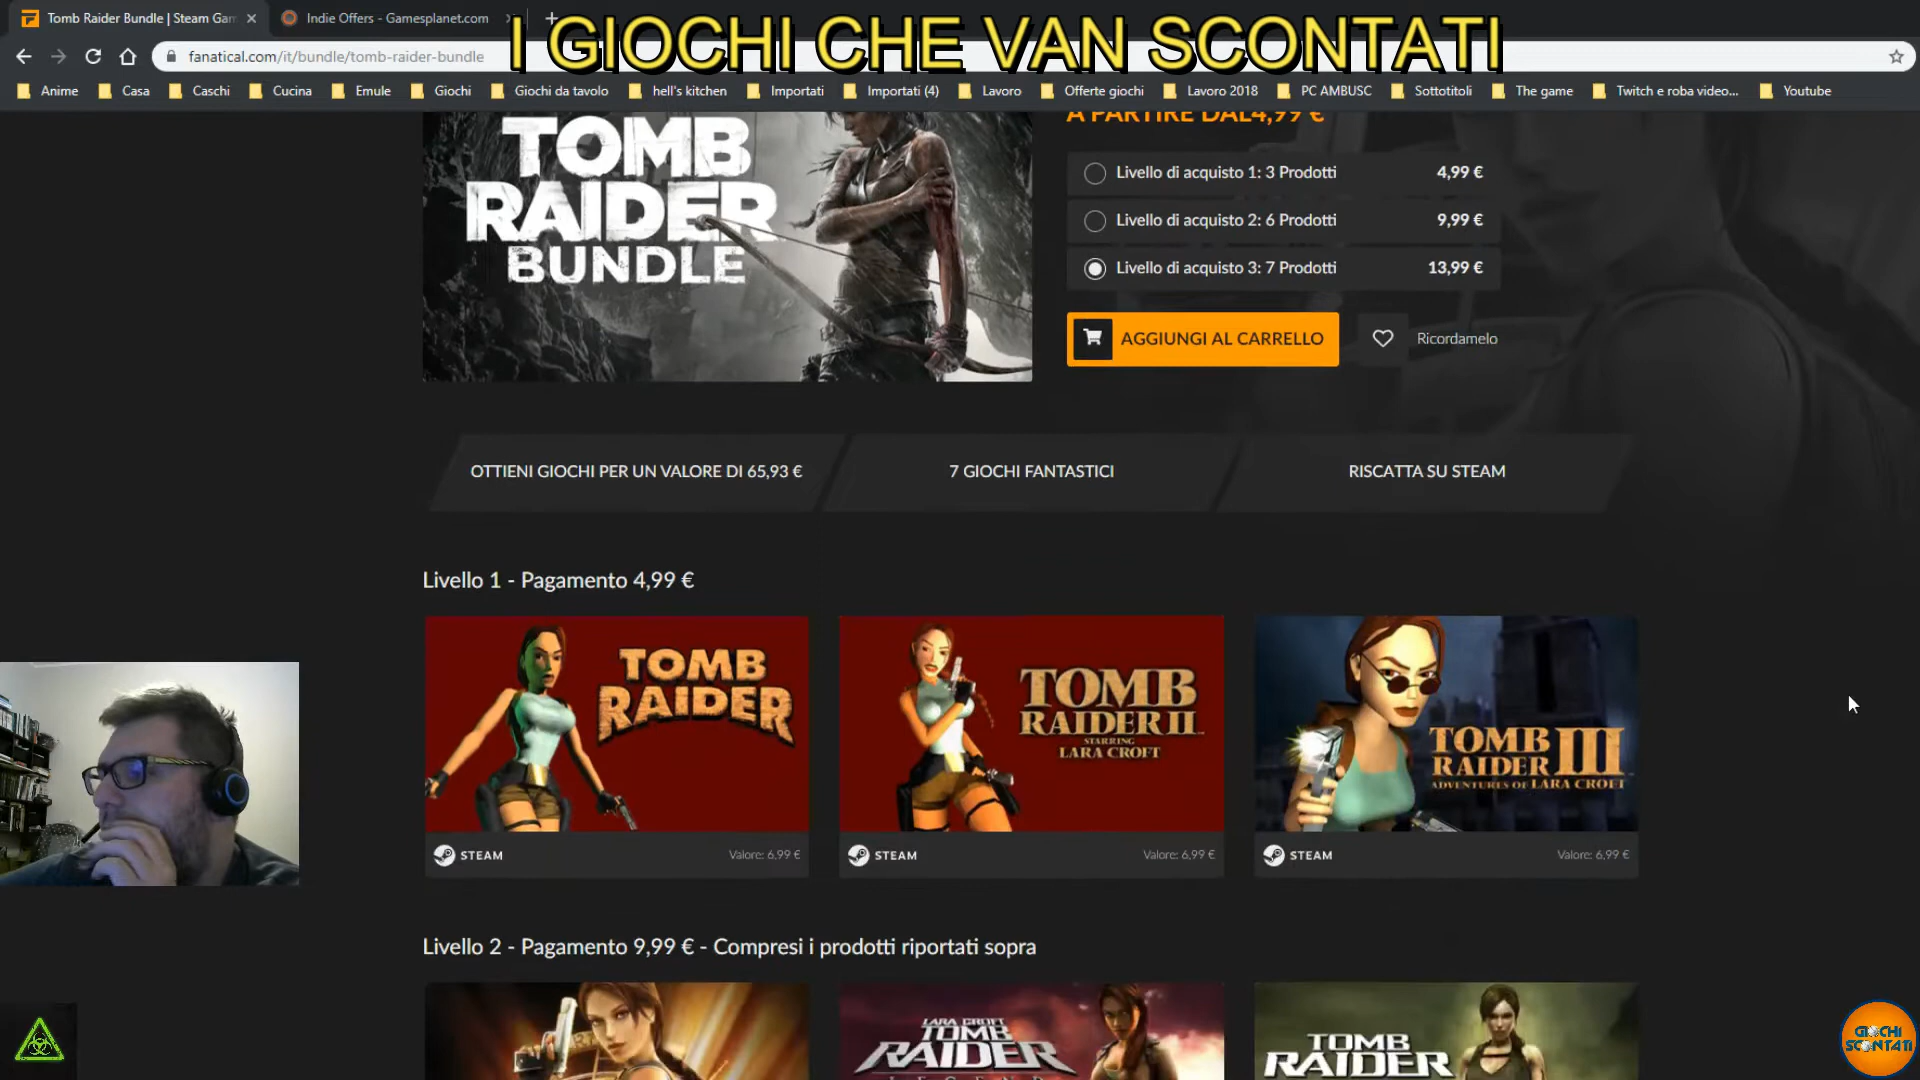 Tomb Raider Bundle | Steam Gam
Indie Offers - Gamesplanet.com
I GIOCHI CHE VAN SCONTATI
fanatical.com/it/bundle/tomb-raider-bundle
Anime
Casa
Caschi
Cucina
Emule
Giochi
Giochi da tavolo
hell's kitchen
Importati
Importati (4)
Lavoro
Offerte giochi
Lavoro 2018
PC AMBUSC
Sottotitoli
The game
Twitch e roba video...
Youtube
TOMB
RAIDER
BUNDLE
A PARTIRE DAL4,99 €
Livello di acquisto 1: 3 Prodotti 4,99 €
Livello di acquisto 2: 6 Prodotti 9,99 €
Livello di acquisto 3: 7 Prodotti 13,99 €
AGGIUNGI AL CARRELLO
Ricordamelo
OTTIENI GIOCHI PER UN VALORE DI 65,93 €
7 GIOCHI FANTASTICI
RISCATTA SU STEAM
Livello 1 - Pagamento 4,99 €
TOMB
RAIDER
STEAM Valore: 6,99 €
TOMB
RAIDER II
STARRING
LARA CROFT
STEAM Valore: 6,99 €
TOMB
RAIDER III
ADVENTURES OF LARA CROFT
STEAM Valore: 6,99 €
Livello 2 - Pagamento 9,99 € - Compresi i prodotti riportati sopra
LARA CROFT
TOMB
RAIDER
LEGEND
TOMB
RAIDER
GIOCHI
SCONTATI